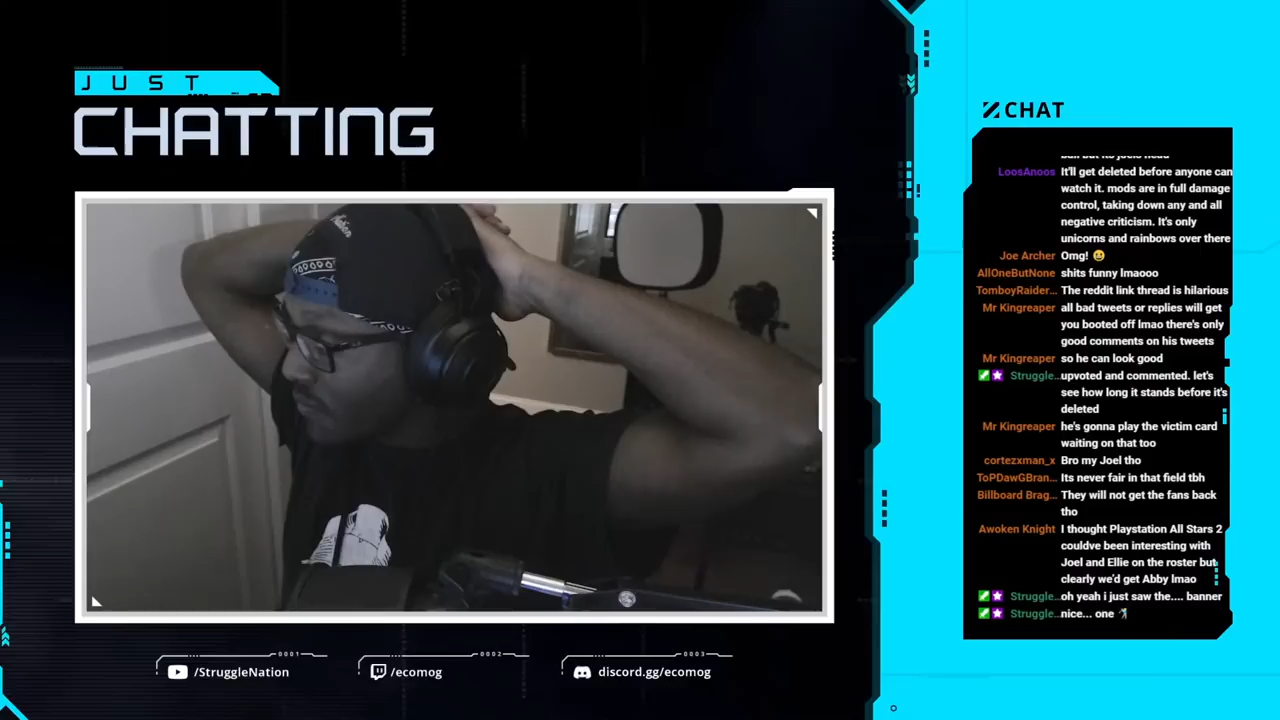 JUST
CHATTING
CHAT
LoosAnoos It'll get deleted before anyone can
watch it. mods are in full damage
control, taking down any and all
negative criticism. It's only
unicorns and rainbows over there
Joe Archer Omg! 😀
AllOneButNone shits funny lmaooo
TomboyRaider... The reddit link thread is hilarious
Mr Kingreaper all bad tweets or replies will get
you booted off lmao there's only
good comments on his tweets
Mr Kingreaper so he can look good
Struggle... upvoted and commented. let's
see how long it stands before it's
deleted
Mr Kingreaper he's gonna play the victim card
waiting on that too
cortezxman_x Bro my Joel tho
ToPDawGBran... Its never fair in that field tbh
Billboard Brag... They will not get the fans back
tho
Awoken Knight I thought Playstation All Stars 2
couldve been interesting with
Joel and Ellie on the roster but
clearly we'd get Abby lmao
Struggle... oh yeah i just saw the.... banner
Struggle... nice... one
0001
/StruggleNation
0002
/ecomog
0003
discord.gg/ecomog